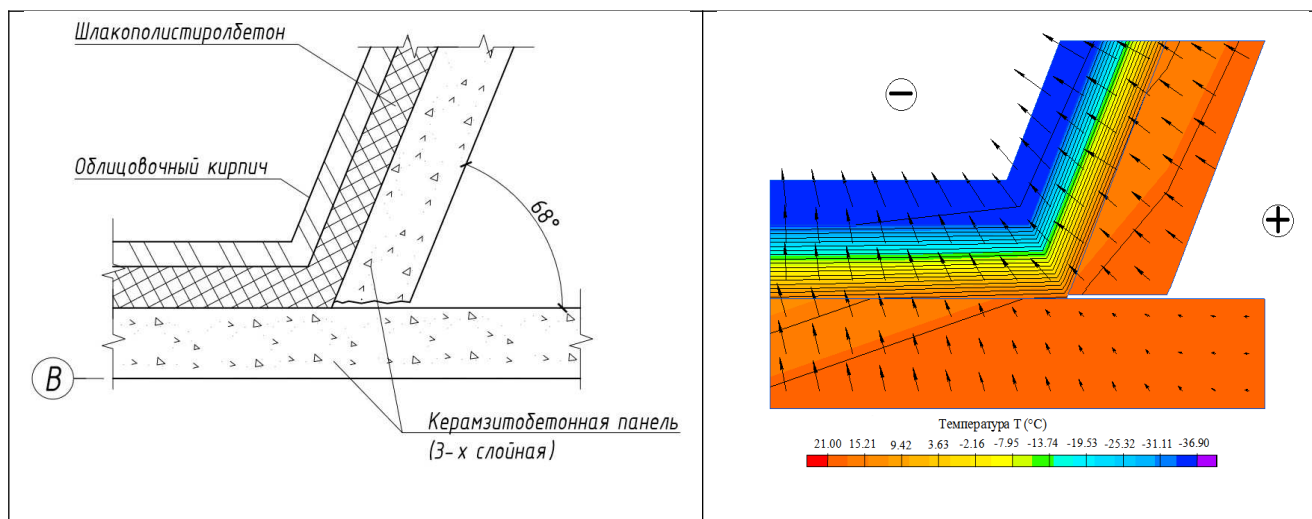 Шлакополистиролбетон
Облицовочный кирпич
68°
В
Керамзитобетонная панель
(3-х слойная)
−
+
Температура T (°C)
21.00 15.21 9.42 3.63 -2.16 -7.95 -13.74 -19.53 -25.32 -31.11 -36.90